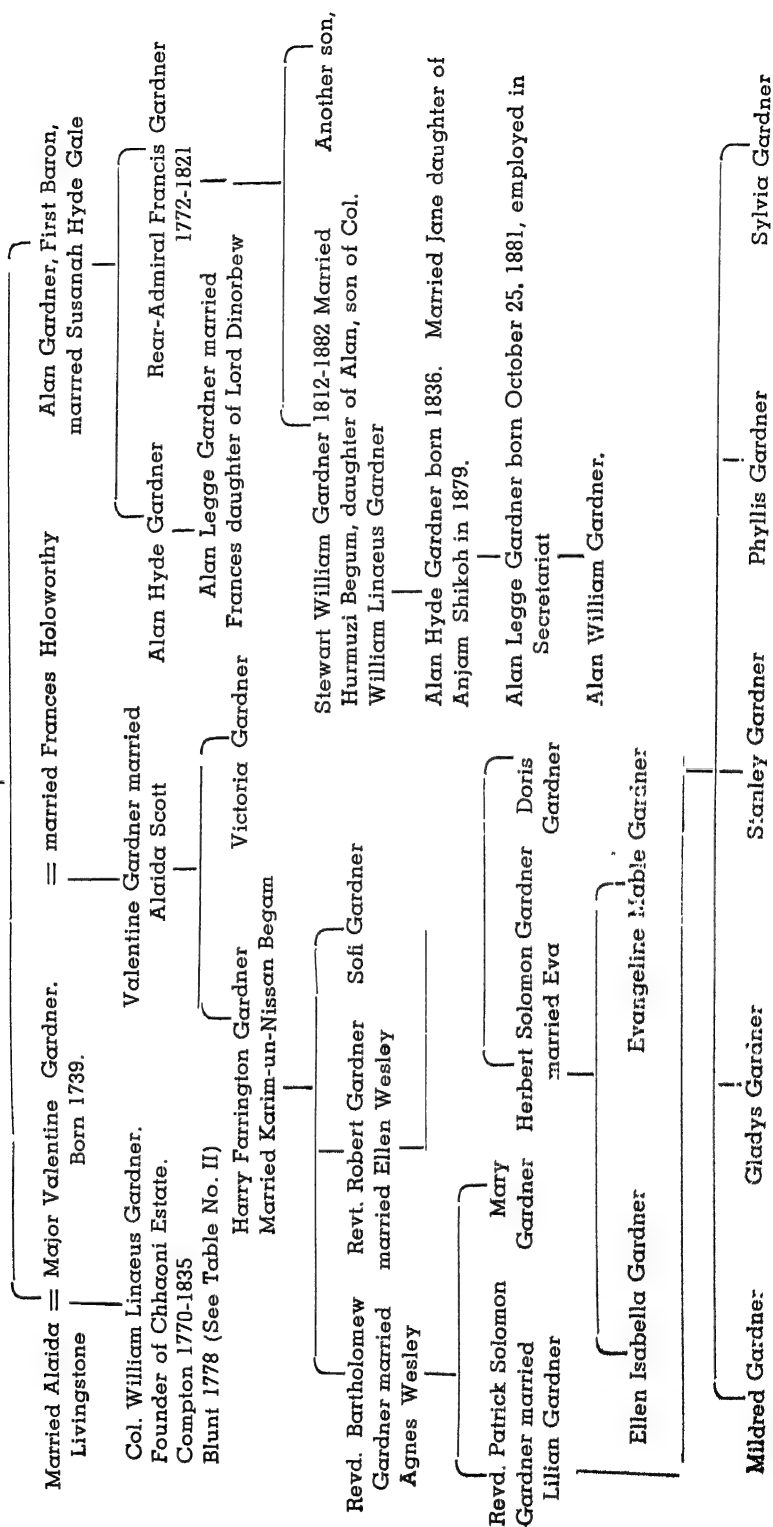 Married Alaida = Major Valentine Gardner.
Livingstone
Born 1739.
= married Frances Holoworthy
Alan Gardner, First Baron,
marrred Susanah Hyde Gale
Col. William Linaeus Gardner.
Founder of Chhaoni Estate.
Compton 1770-1835
Blunt 1778 (See Table No. II)
Valentine Gardner married
Alaida Scott
Alan Hyde Gardner
Rear-Admiral Francis Gardner
1772-1821
Alan Legge Gardner married
Frances daughter of Lord Dinorbew
Harry Farrington Gardner
Married Karim-un-Nissan Begam
Victoria Gardner
Stewart William Gardner 1812-1882 Married
Hurmuzi Begum, daughter of Alan, son of Col.
William Linaeus Gardner
Another son,
Revd. Bartholomew
Gardner married
Agnes Wesley
Revt. Robert Gardner
married Ellen Wesley
Sofi Gardner
Alan Hyde Gardner born 1836. Married Jane daughter of
Anjam Shikoh in 1879.
Revd. Patrick Solomon
Gardner married
Lilian Gardner
Mary
Gardner
Herbert Solomon Gardner
married Eva
Doris
Gardner
Alan Legge Gardner born October 25, 1881, employed in
Secretariat
Alan William Gardner.
Ellen Isabella Gardner
Evangeline Mable Gardner
Mildred Gardner
Gladys Gardner
Stanley Gardner
Phyllis Gardner
Sylvia Gardner